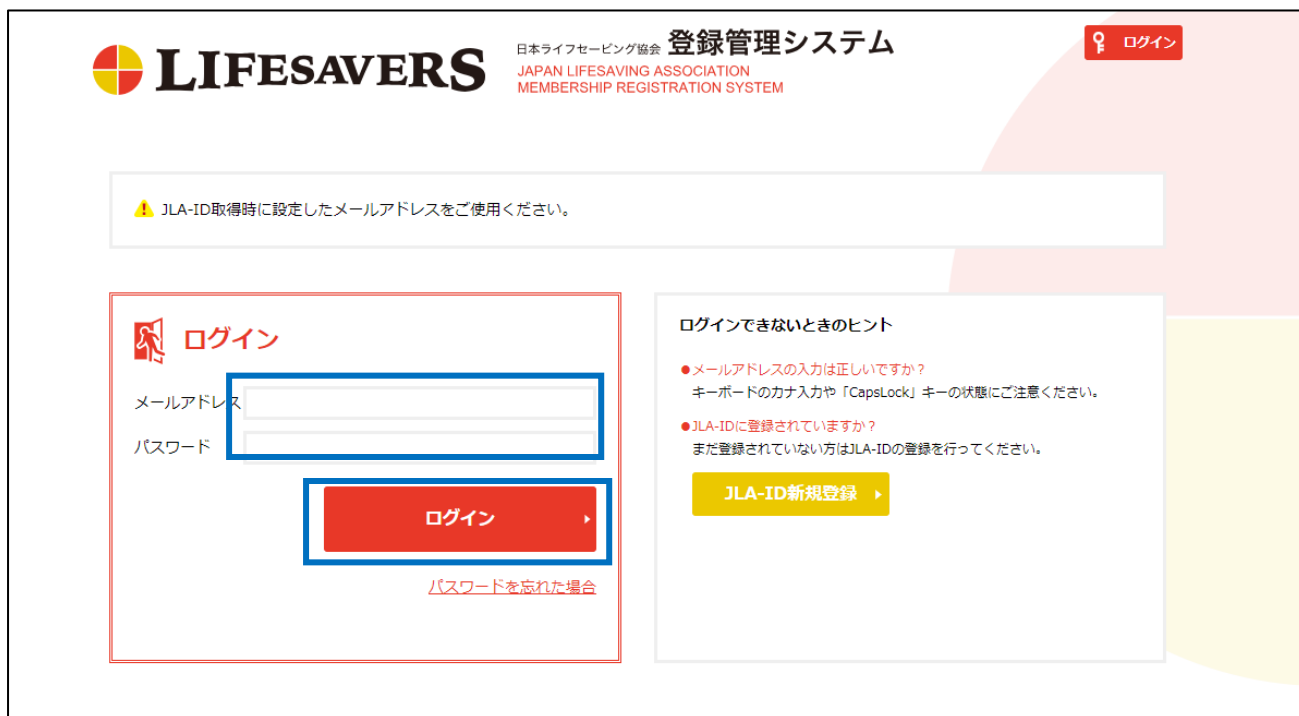 LIFESAVERS
日本ライフセービング協会 登録管理システム
JAPAN LIFESAVING ASSOCIATION
MEMBERSHIP REGISTRATION SYSTEM
ログイン
JLA-ID取得時に設定したメールアドレスをご使用ください。
ログイン
メールアドレス
パスワード
ログイン
パスワードを忘れた場合
ログインできないときのヒント
●メールアドレスの入力は正しいですか？
キーボードのカナ入力や「CapsLock」キーの状態にご注意ください。
●JLA-IDに登録されていますか？
まだ登録されていない方はJLA-IDの登録を行ってください。
JLA-ID新規登録